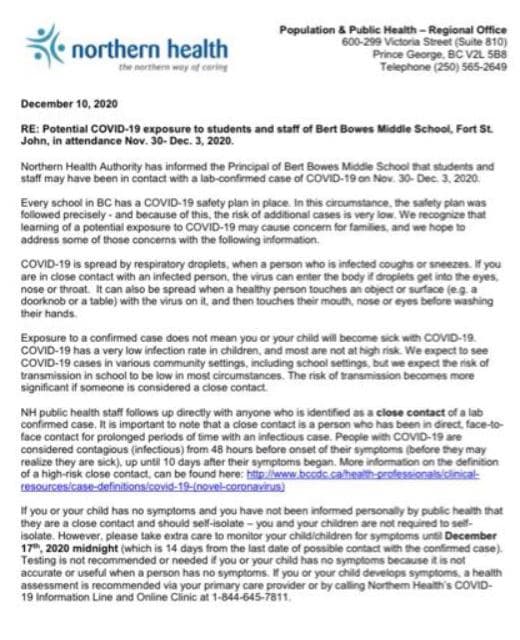 northern health
the northern way of caring
Population & Public Health – Regional Office
600-299 Victoria Street (Suite 810)
Prince George, BC V2L 5B8
Telephone (250) 565-2649
December 10, 2020
RE: Potential COVID-19 exposure to students and staff of Bert Bowes Middle School, Fort St.
John, in attendance Nov. 30- Dec. 3, 2020.
Northern Health Authority has informed the Principal of Bert Bowes Middle School that students and
staff may have been in contact with a lab-confirmed case of COVID-19 on Nov. 30- Dec. 3, 2020.
Every school in BC has a COVID-19 safety plan in place. In this circumstance, the safety plan was
followed precisely - and because of this, the risk of additional cases is very low. We recognize that
learning of a potential exposure to COVID-19 may cause concern for families, and we hope to
address some of those concerns with the following information.
COVID-19 is spread by respiratory droplets, when a person who is infected coughs or sneezes. If you
are in close contact with an infected person, the virus can enter the body if droplets get into the eyes,
nose or throat. It can also be spread when a healthy person touches an object or surface (e.g. a
doorknob or a table) with the virus on it, and then touches their mouth, nose or eyes before washing
their hands.
Exposure to a confirmed case does not mean you or your child will become sick with COVID-19.
COVID-19 has a very low infection rate in children, and most are not at high risk. We expect to see
COVID-19 cases in various community settings, including school settings, but we expect the risk of
transmission in school to be low in most circumstances. The risk of transmission becomes more
significant if someone is considered a close contact.
NH public health staff follows up directly with anyone who is identified as a close contact of a lab
confirmed case. It is important to note that a close contact is a person who has been in direct, face-to-
face contact for prolonged periods of time with an infectious case. People with COVID-19 are
considered contagious (infectious) from 48 hours before onset of their symptoms (before they may
realize they are sick), up until 10 days after their symptoms began. More information on the definition
of a high-risk close contact, can be found here: http://www.bccdc.ca/health-professionals/clinical-
resources/case-definitions/covid-19-(novel-coronavirus)
If you or your child has no symptoms and you have not been informed personally by public health that
they are a close contact and should self-isolate – you and your children are not required to self-
isolate. However, please take extra care to monitor your child/children for symptoms until December
17th, 2020 midnight (which is 14 days from the last date of possible contact with the confirmed case).
Testing is not recommended or needed if you or your child has no symptoms because it is not
accurate or useful when a person has no symptoms. If you or your child develops symptoms, a health
assessment is recommended via your primary care provider or by calling Northern Health's COVID-
19 Information Line and Online Clinic at 1-844-645-7811.